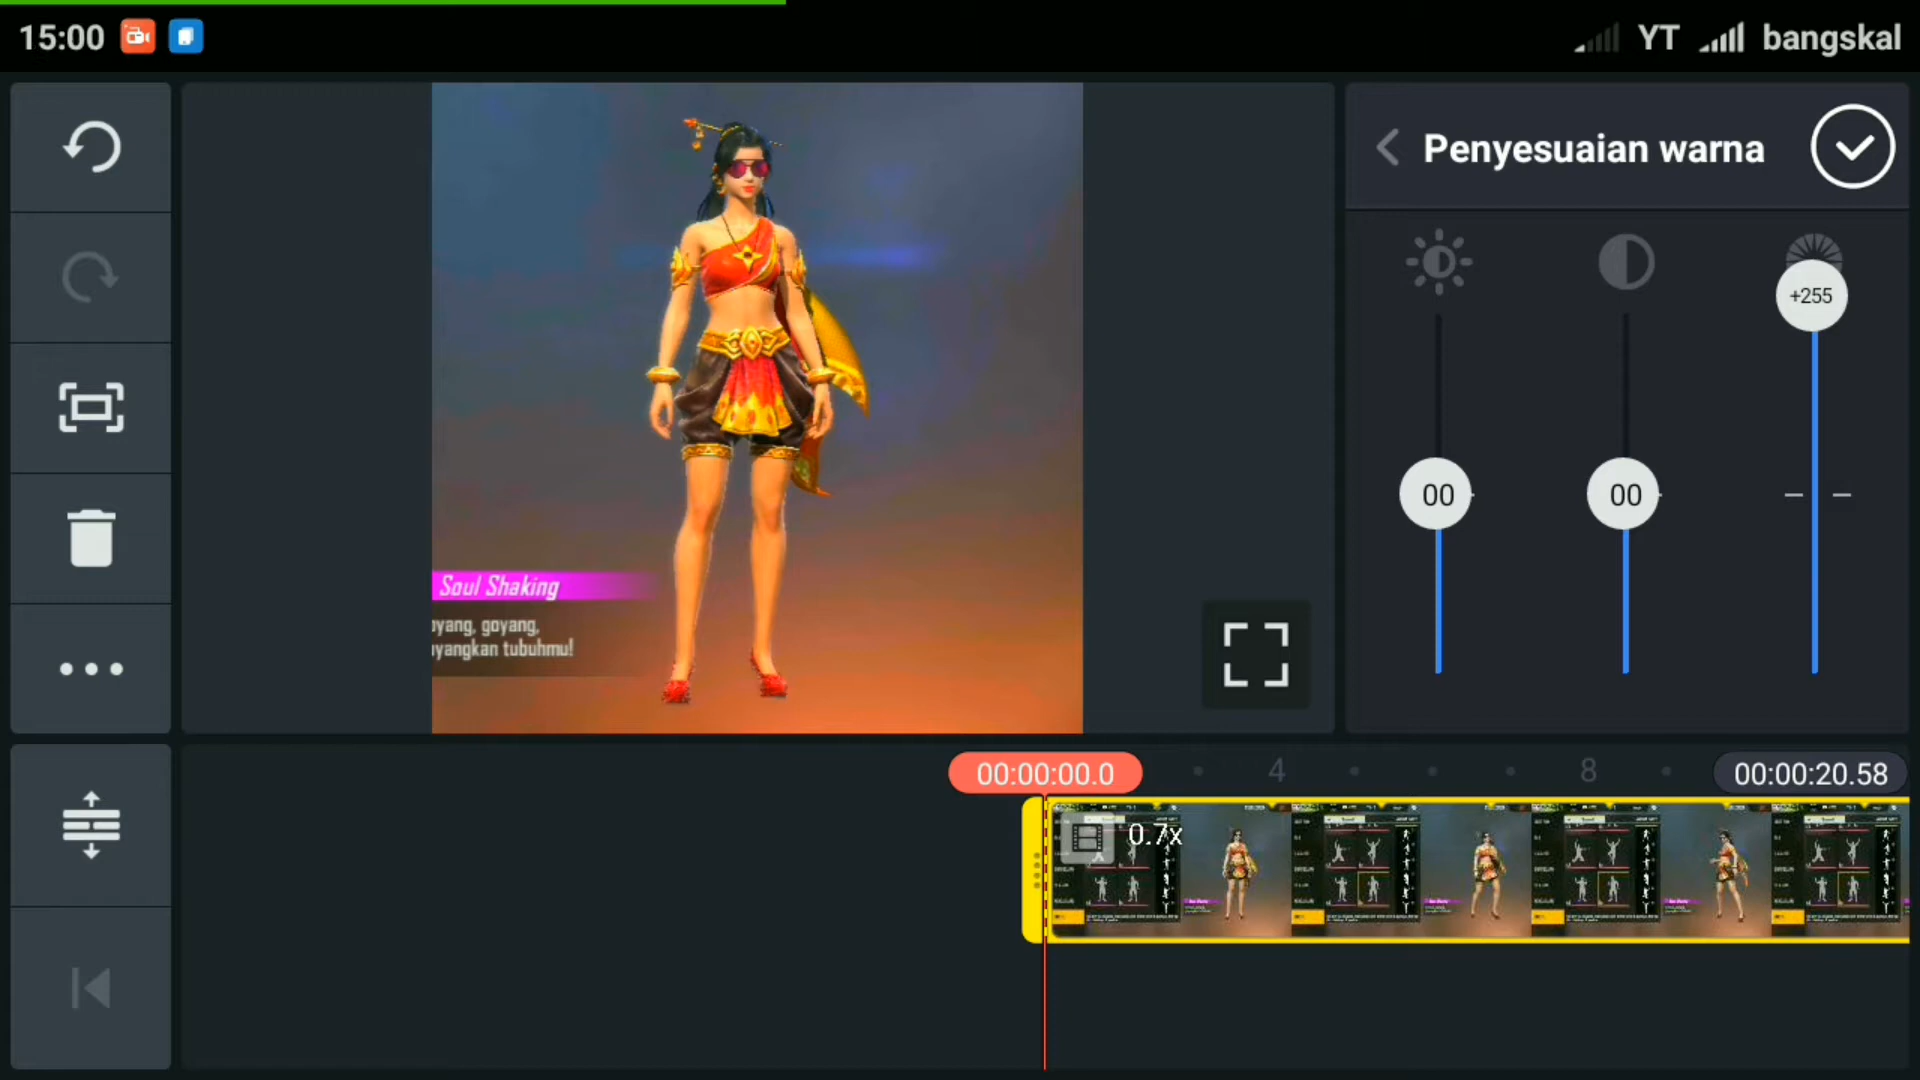 15:00
YT
bangskal
Penyesuaian warna
+255
00
00
Soul Shaking
oyang, goyang,
yangkan tubuhmu!
00:00:00.0
4
8
00:00:20.58
0.7x